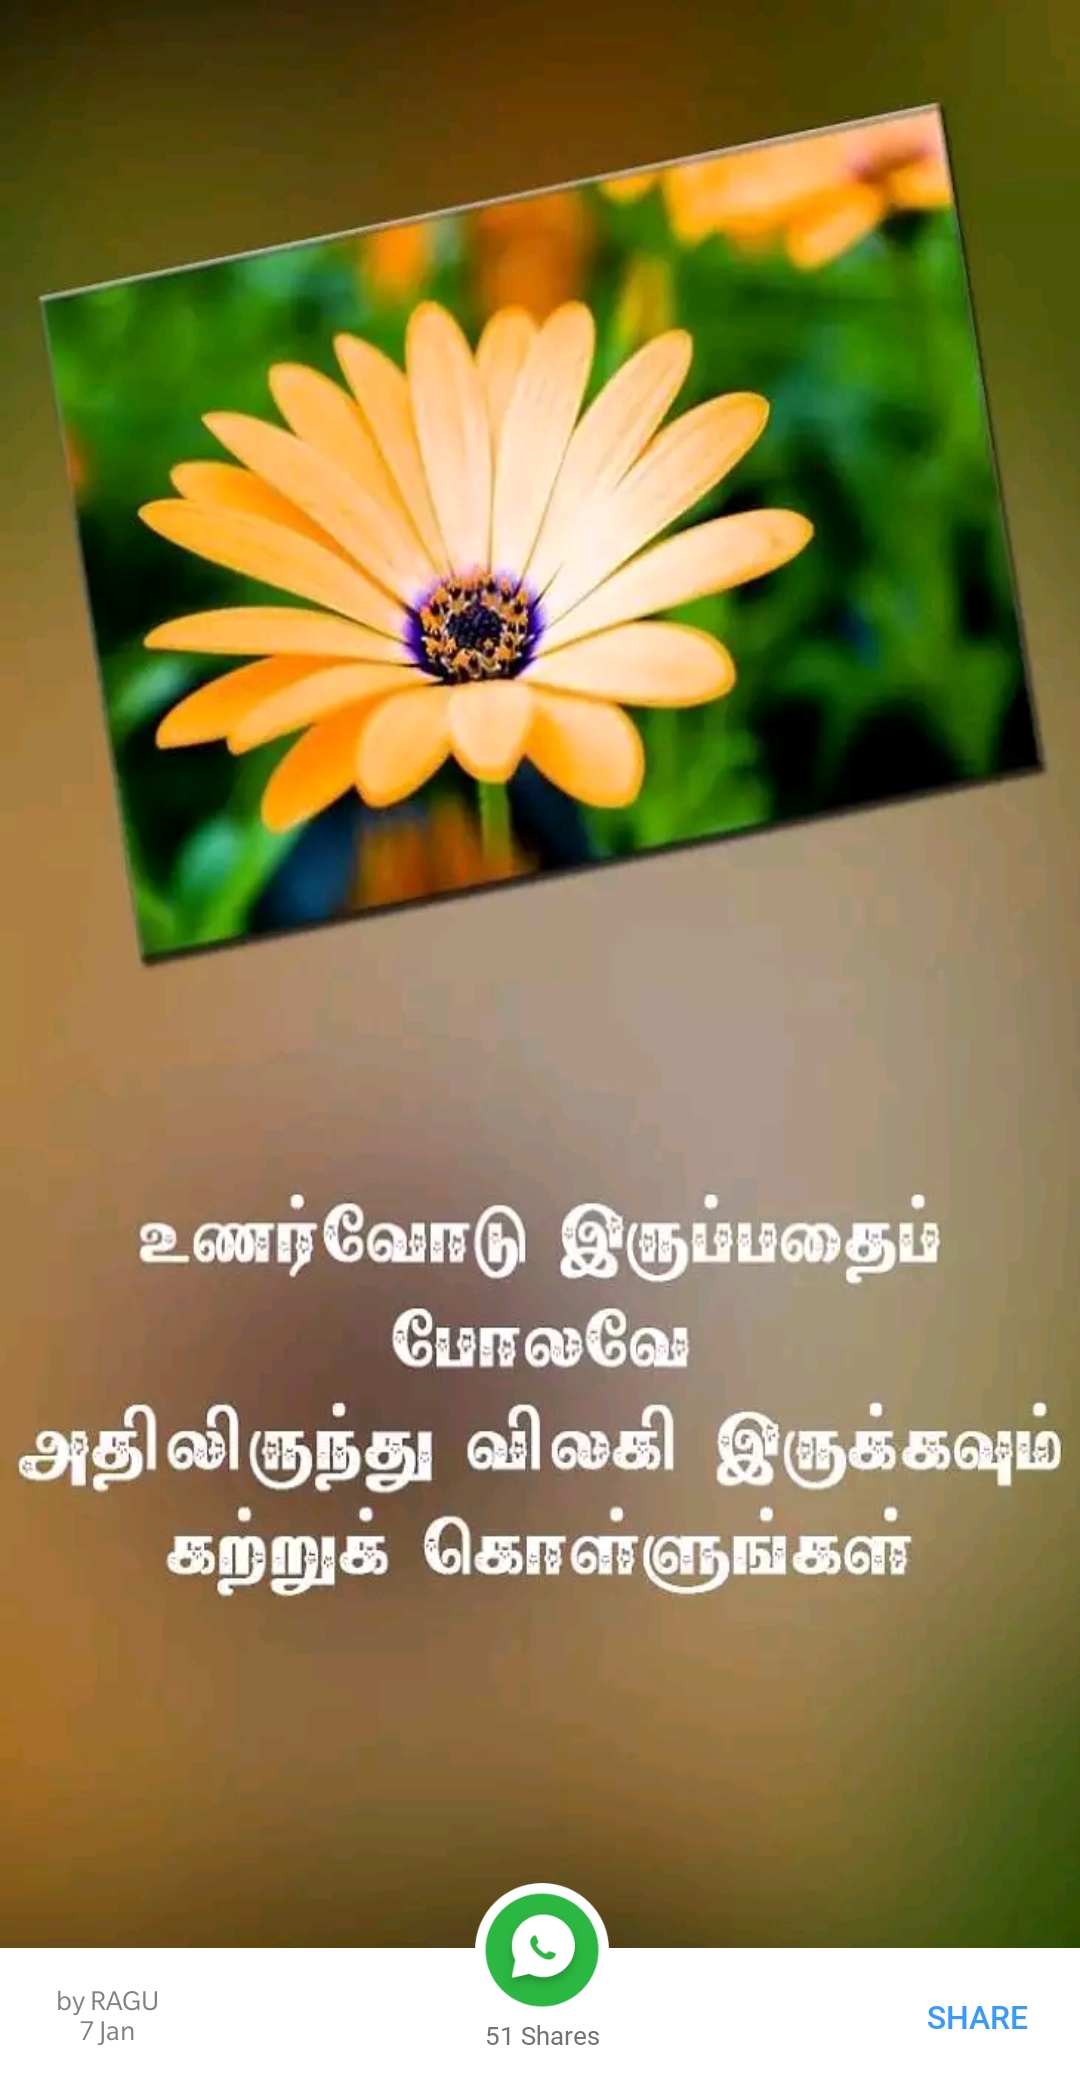 உணர்வோடு இருப்பதைப்
போலவே
அதிலிருந்து விலகி இருக்கவும்
கற்றுக் கொள்ளுங்கள்
by RAGU
7 Jan
51 Shares
SHARE